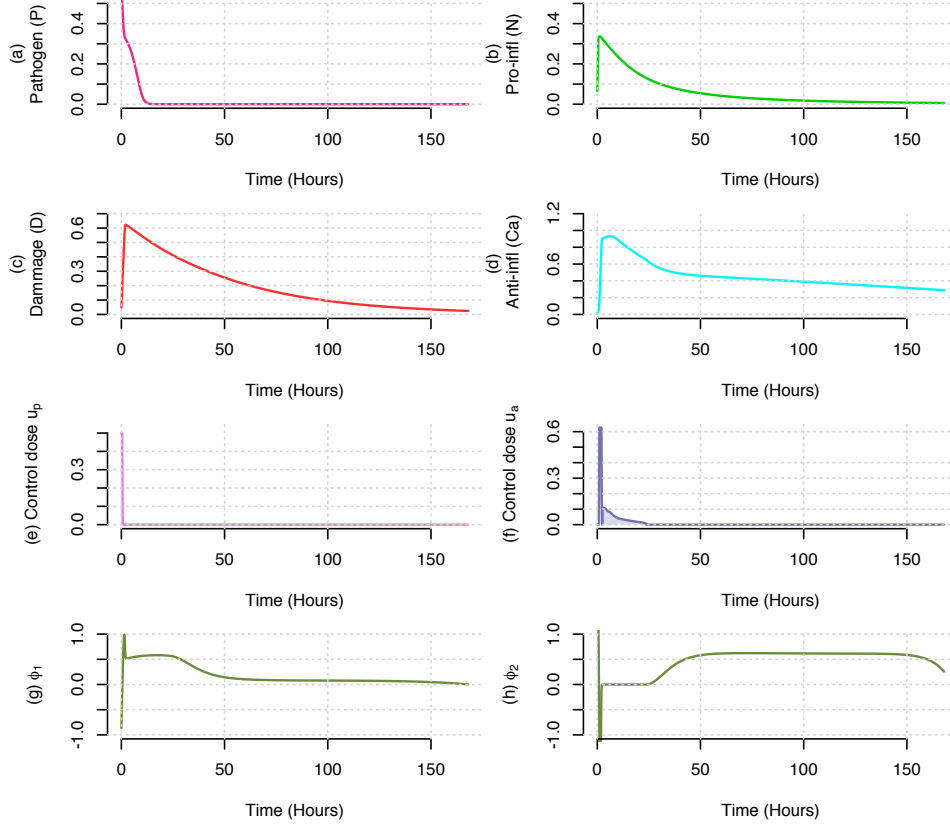 (a)
Pathogen (P)
0.0 0.2 0.4
0 50 100 150
Time (Hours)
(b)
Pro-infl (N)
0.0 0.2 0.4
0 50 100 150
Time (Hours)
(c)
Dammage (D)
0.0 0.3 0.6
0 50 100 150
Time (Hours)
(d)
Anti-infl (Ca)
0.0 0.6 1.2
0 50 100 150
Time (Hours)
(e) Control dose up
0.0 0.3
0 50 100 150
Time (Hours)
(f) Control dose ua
0.0 0.3 0.6
0 50 100 150
Time (Hours)
(g) ϕ1
-1.0 0.0 1.0
0 50 100 150
Time (Hours)
(h) ϕ2
-1.0 0.0 1.0
0 50 100 150
Time (Hours)